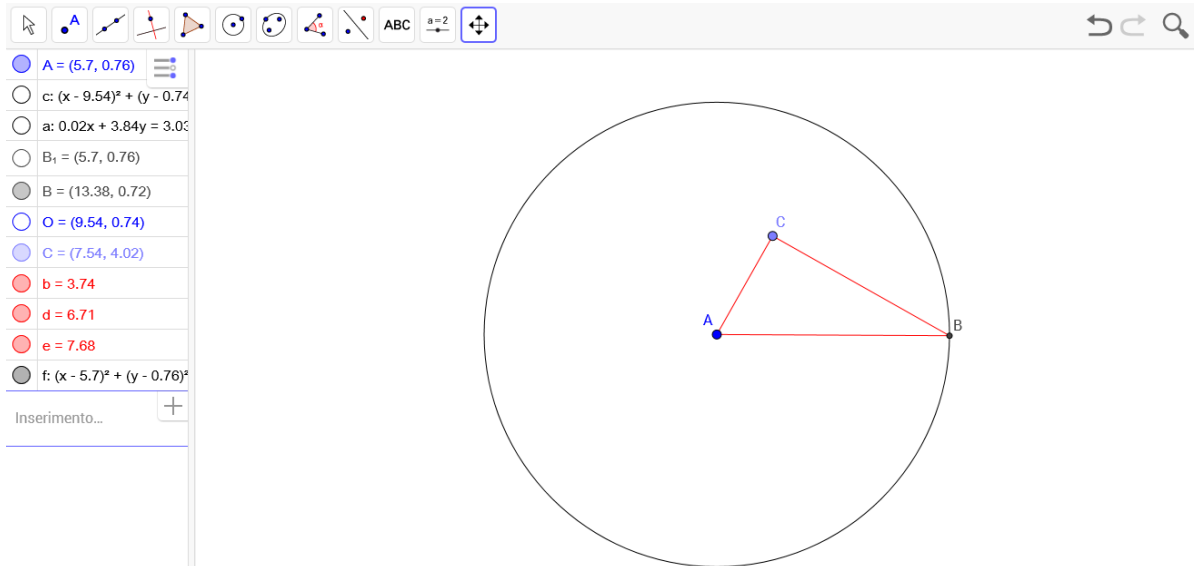 A
α
ABC
a=2
A = (5.7, 0.76)
c: (x - 9.54)² + (y - 0.74
a: 0.02x + 3.84y = 3.03
B₁ = (5.7, 0.76)
B = (13.38, 0.72)
O = (9.54, 0.74)
C = (7.54, 4.02)
b = 3.74
d = 6.71
e = 7.68
f: (x - 5.7)² + (y - 0.76)²
Inserimento...
C
A
B